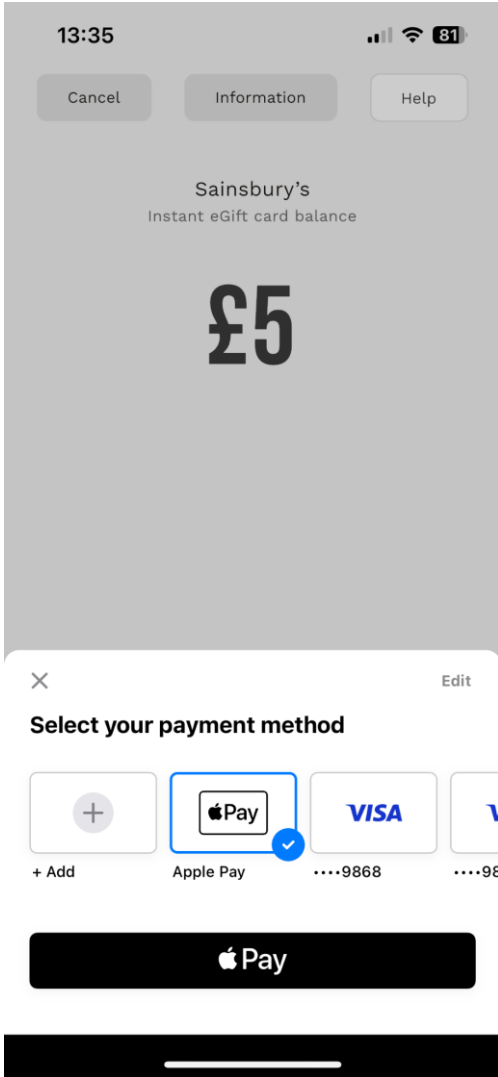 13:35 81
Cancel Information Help
Sainsbury's
Instant eGift card balance
£5
Edit
Select your payment method
Pay VISA
+ Add Apple Pay ••••9868 ••••98
Pay